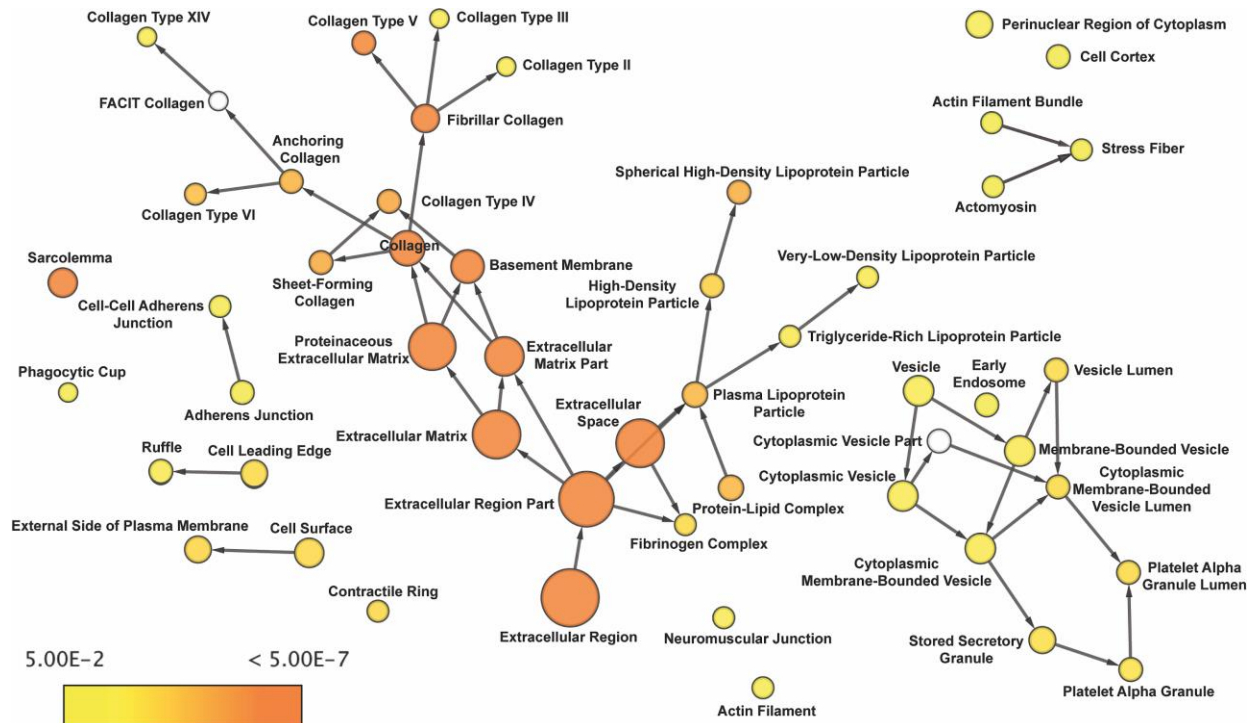 Collagen Type XIV
Collagen Type V
Collagen Type III
Perinuclear Region of Cytoplasm
Cell Cortex
Collagen Type II
FACIT Collagen
Actin Filament Bundle
Fibrillar Collagen
Anchoring
Collagen
Stress Fiber
Spherical High-Density Lipoprotein Particle
Collagen Type VI
Collagen Type IV
Actomyosin
Collagen
Sarcolemma
Basement Membrane
Very-Low-Density Lipoprotein Particle
Sheet-Forming
Collagen
High-Density
Lipoprotein Particle
Cell-Cell Adherens
Junction
Proteinaceous
Extracellular Matrix
Extracellular
Matrix Part
Triglyceride-Rich Lipoprotein Particle
Phagocytic Cup
Vesicle
Early
Endosome
Vesicle Lumen
Adherens Junction
Plasma Lipoprotein
Particle
Extracellular
Space
Extracellular Matrix
Ruffle
Cell Leading Edge
Cytoplasmic Vesicle Part
Membrane-Bounded Vesicle
Cytoplasmic Vesicle
Cytoplasmic
Membrane-Bounded
Vesicle Lumen
Extracellular Region Part
Protein-Lipid Complex
External Side of Plasma Membrane
Cell Surface
Fibrinogen Complex
Cytoplasmic
Membrane-Bounded Vesicle
Platelet Alpha
Granule Lumen
Contractile Ring
Extracellular Region
Neuromuscular Junction
Stored Secretory
Granule
Platelet Alpha Granule
Actin Filament
5.00E-2
< 5.00E-7